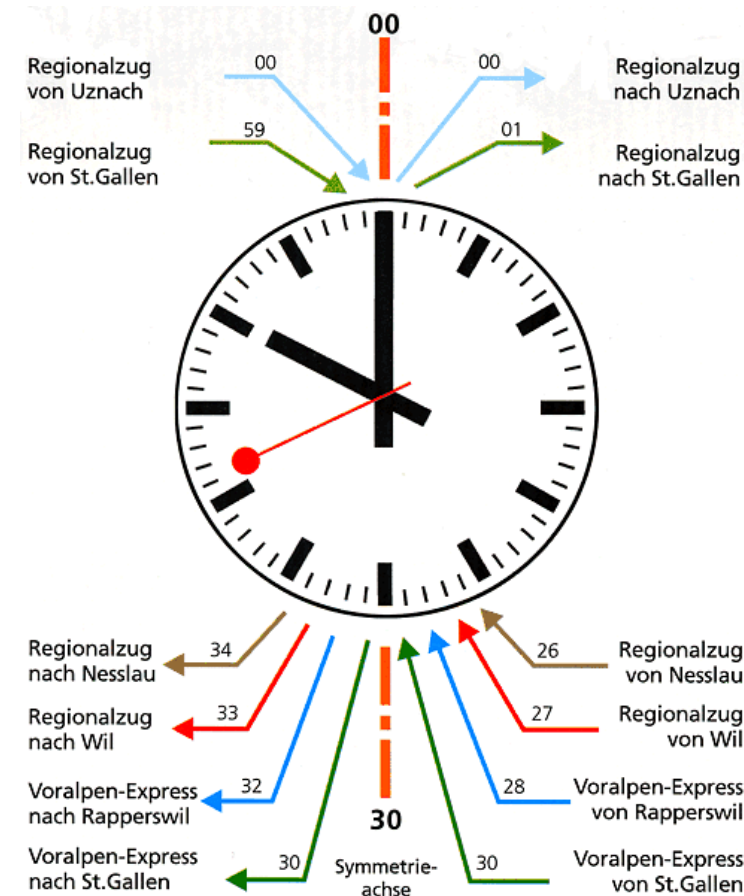 00
Regionalzug
von Uznach
00
00
Regionalzug
nach Uznach
Regionalzug
von St.Gallen
59
01
Regionalzug
nach St.Gallen
Regionalzug
nach Nesslau
34
26
Regionalzug
von Nesslau
Regionalzug
nach Wil
33
27
Regionalzug
von Wil
Voralpen-Express
nach Rapperswil
32
28
Voralpen-Express
von Rapperswil
30
Voralpen-Express
nach St.Gallen
30
Symmetrie-
achse
30
Voralpen-Express
von St.Gallen